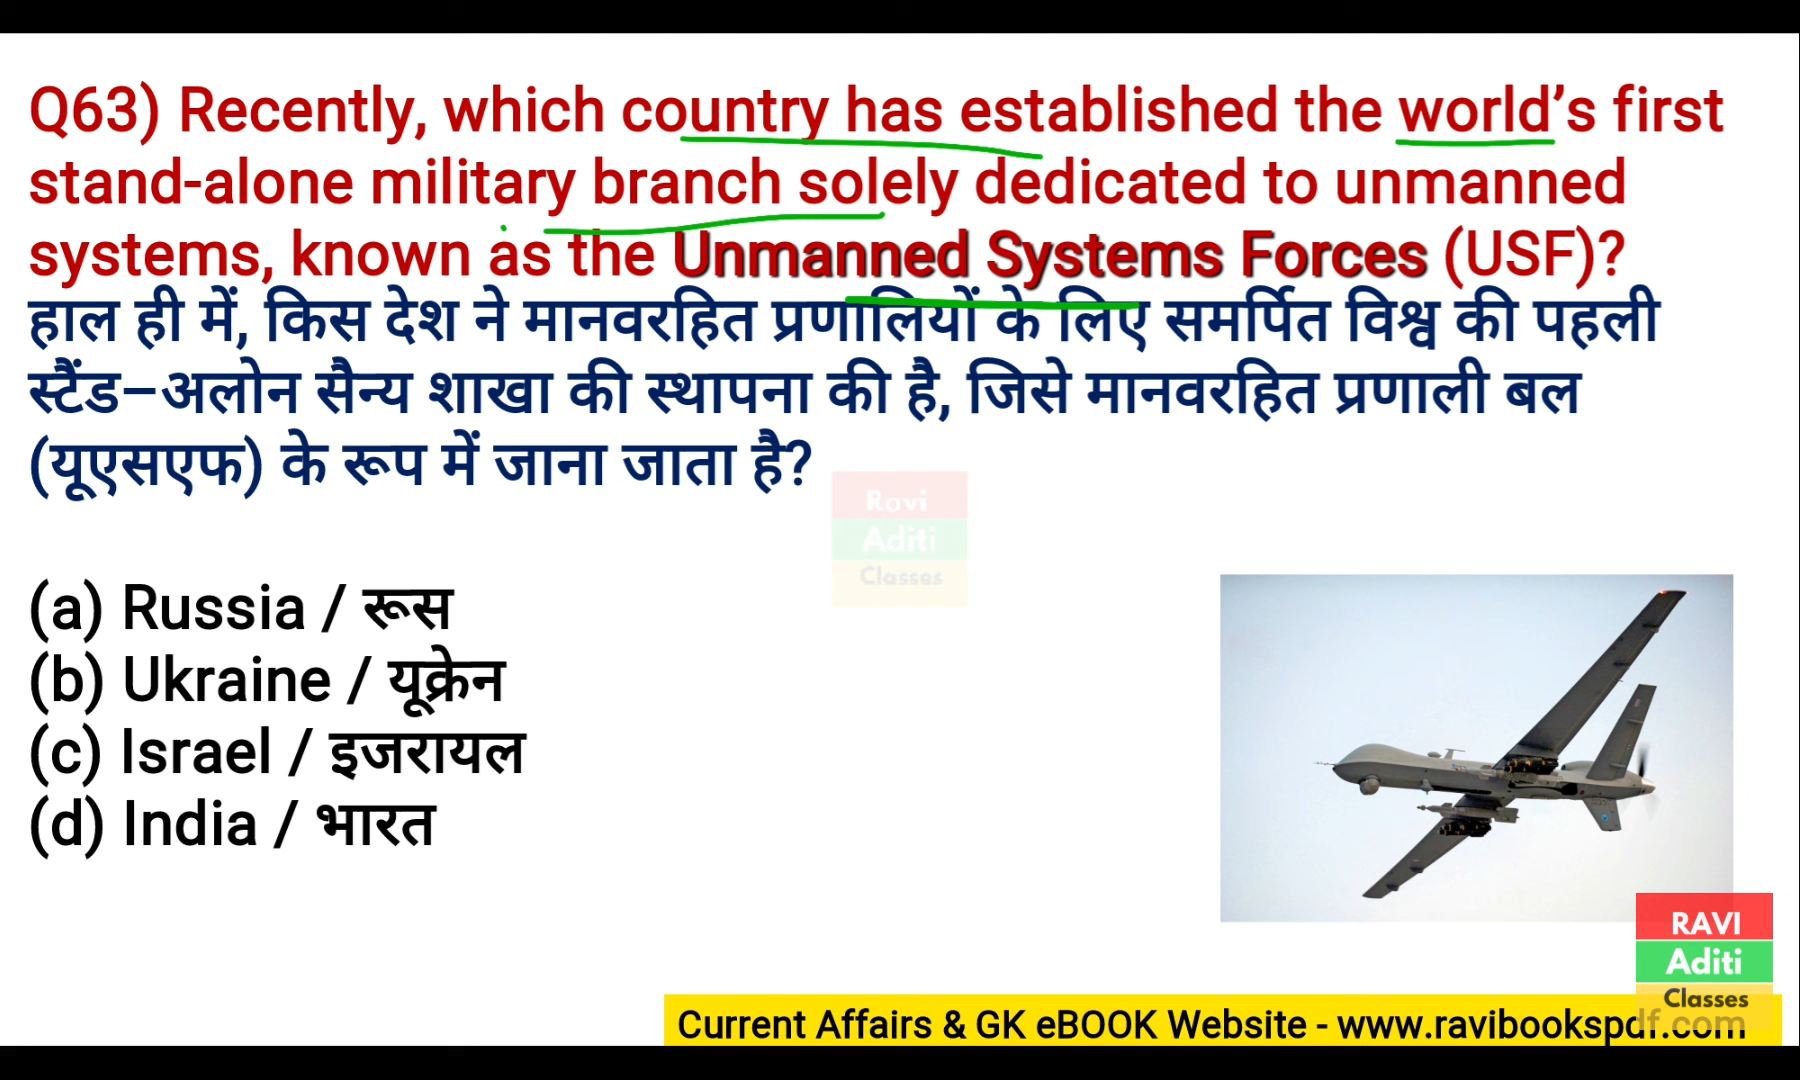 Q63) Recently, which country has established the world’s first
stand-alone military branch solely dedicated to unmanned
systems, known as the Unmanned Systems Forces (USF)?
हाल ही में, किस देश ने मानवरहित प्रणालियों के लिए समर्पित विश्व की पहली
स्टैंड–अलोन सैन्य शाखा की स्थापना की है, जिसे मानवरहित प्रणाली बल
(यूएसएफ) के रूप में जाना जाता है?
Ravi
Aditi
Classes
(a) Russia / रूस
(b) Ukraine / यूक्रेन
(c) Israel / इजरायल
(d) India / भारत
RAVI
Aditi
Classes
Current Affairs & GK eBOOK Website - www.ravibookspdf.com